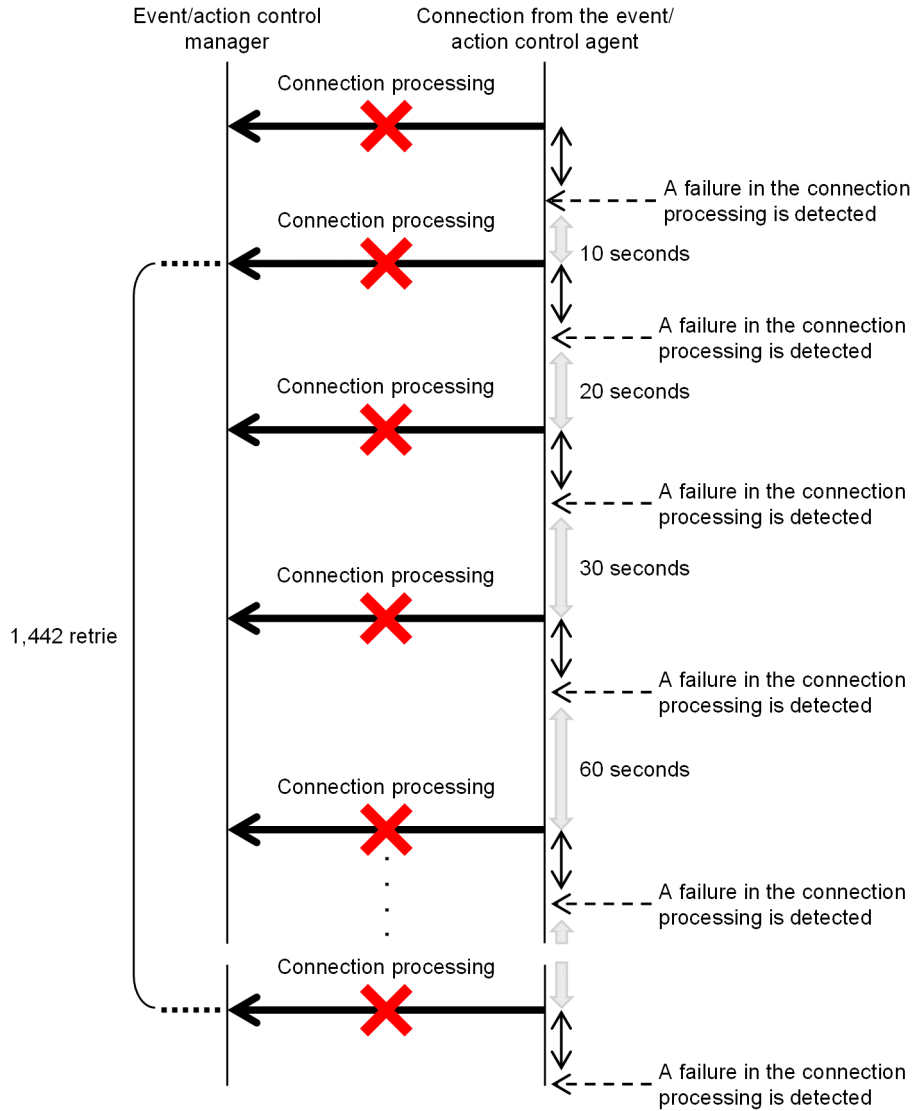 Event/action control
manager
Connection from the event/
action control agent
Connection processing
A failure in the connection
processing is detected
Connection processing
10 seconds
A failure in the connection
processing is detected
Connection processing
20 seconds
A failure in the connection
processing is detected
Connection processing
30 seconds
1,442 retrie
A failure in the connection
processing is detected
60 seconds
Connection processing
A failure in the connection
processing is detected
Connection processing
A failure in the connection
processing is detected